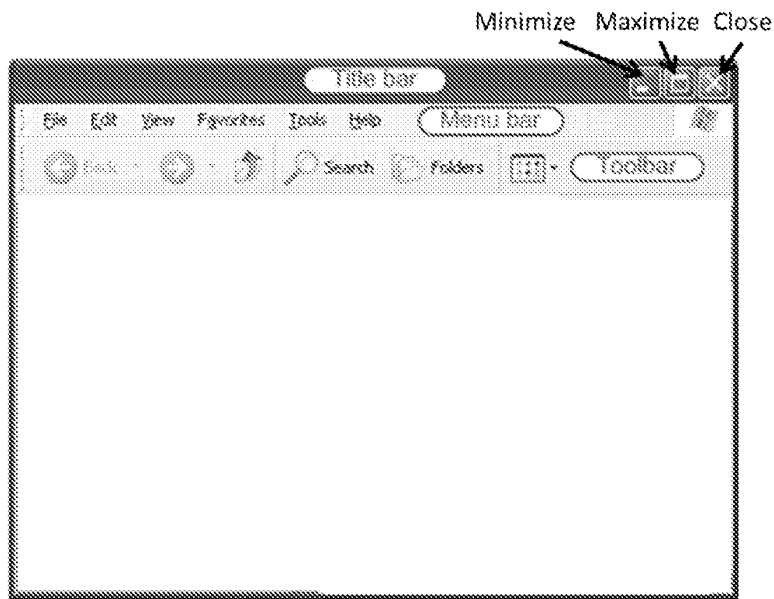 Minimize Maximize Close
Title bar
File Edit View Favorites Tools Help Menu bar
Back Search Folders Toolbar